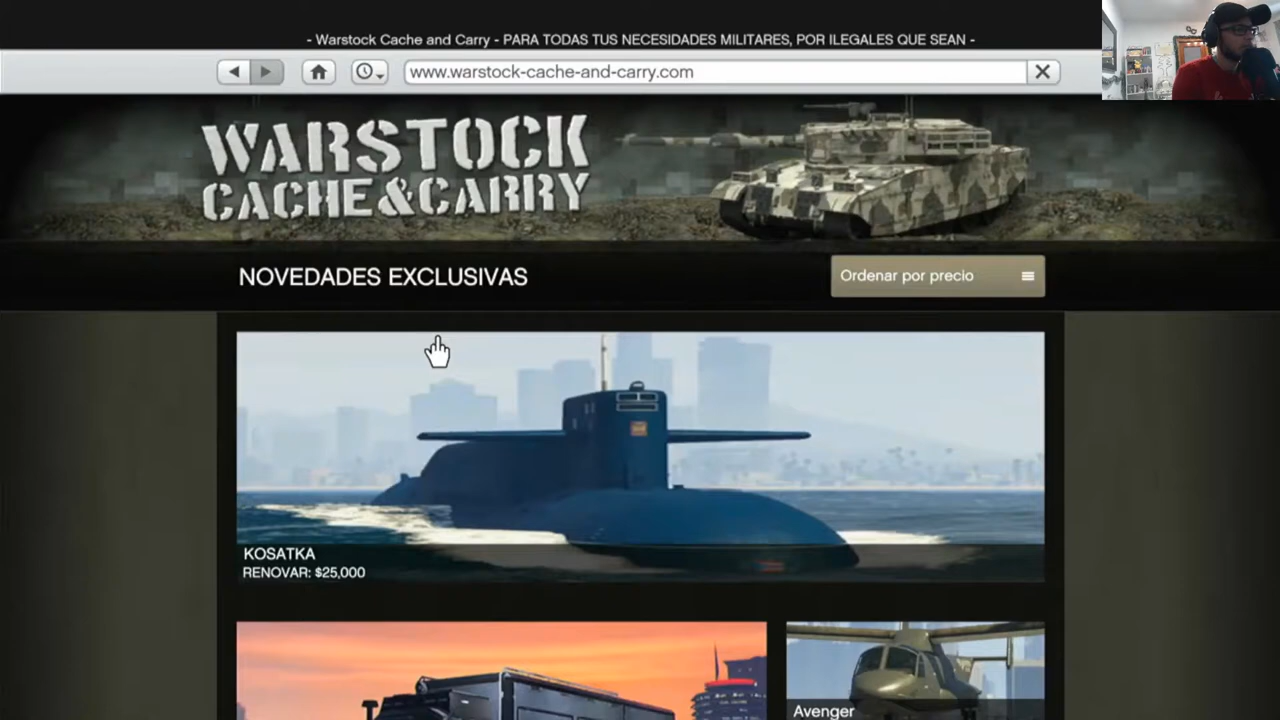 - Warstock Cache and Carry - PARA TODAS TUS NECESIDADES MILITARES, POR ILEGALES QUE SEAN -
www.warstock-cache-and-carry.com
WARSTOCK
CACHE&CARRY
NOVEDADES EXCLUSIVAS
Ordenar por precio
KOSATKA
RENOVAR: $25,000
Avenger